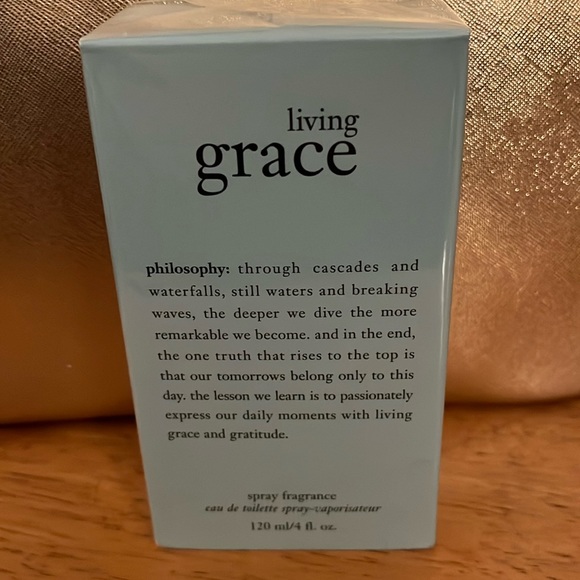 living
grace
philosophy: through cascades and
waterfalls, still waters and breaking
waves, the deeper we dive the more
remarkable we become. and in the end,
the one truth that rises to the top is
that our tomorrows belong only to this
day. the lesson we learn is to passionately
express our daily moments with living
grace and gratitude.
spray fragrance
eau de toilette spray-vaporisateur
120 ml/4 fl. oz.